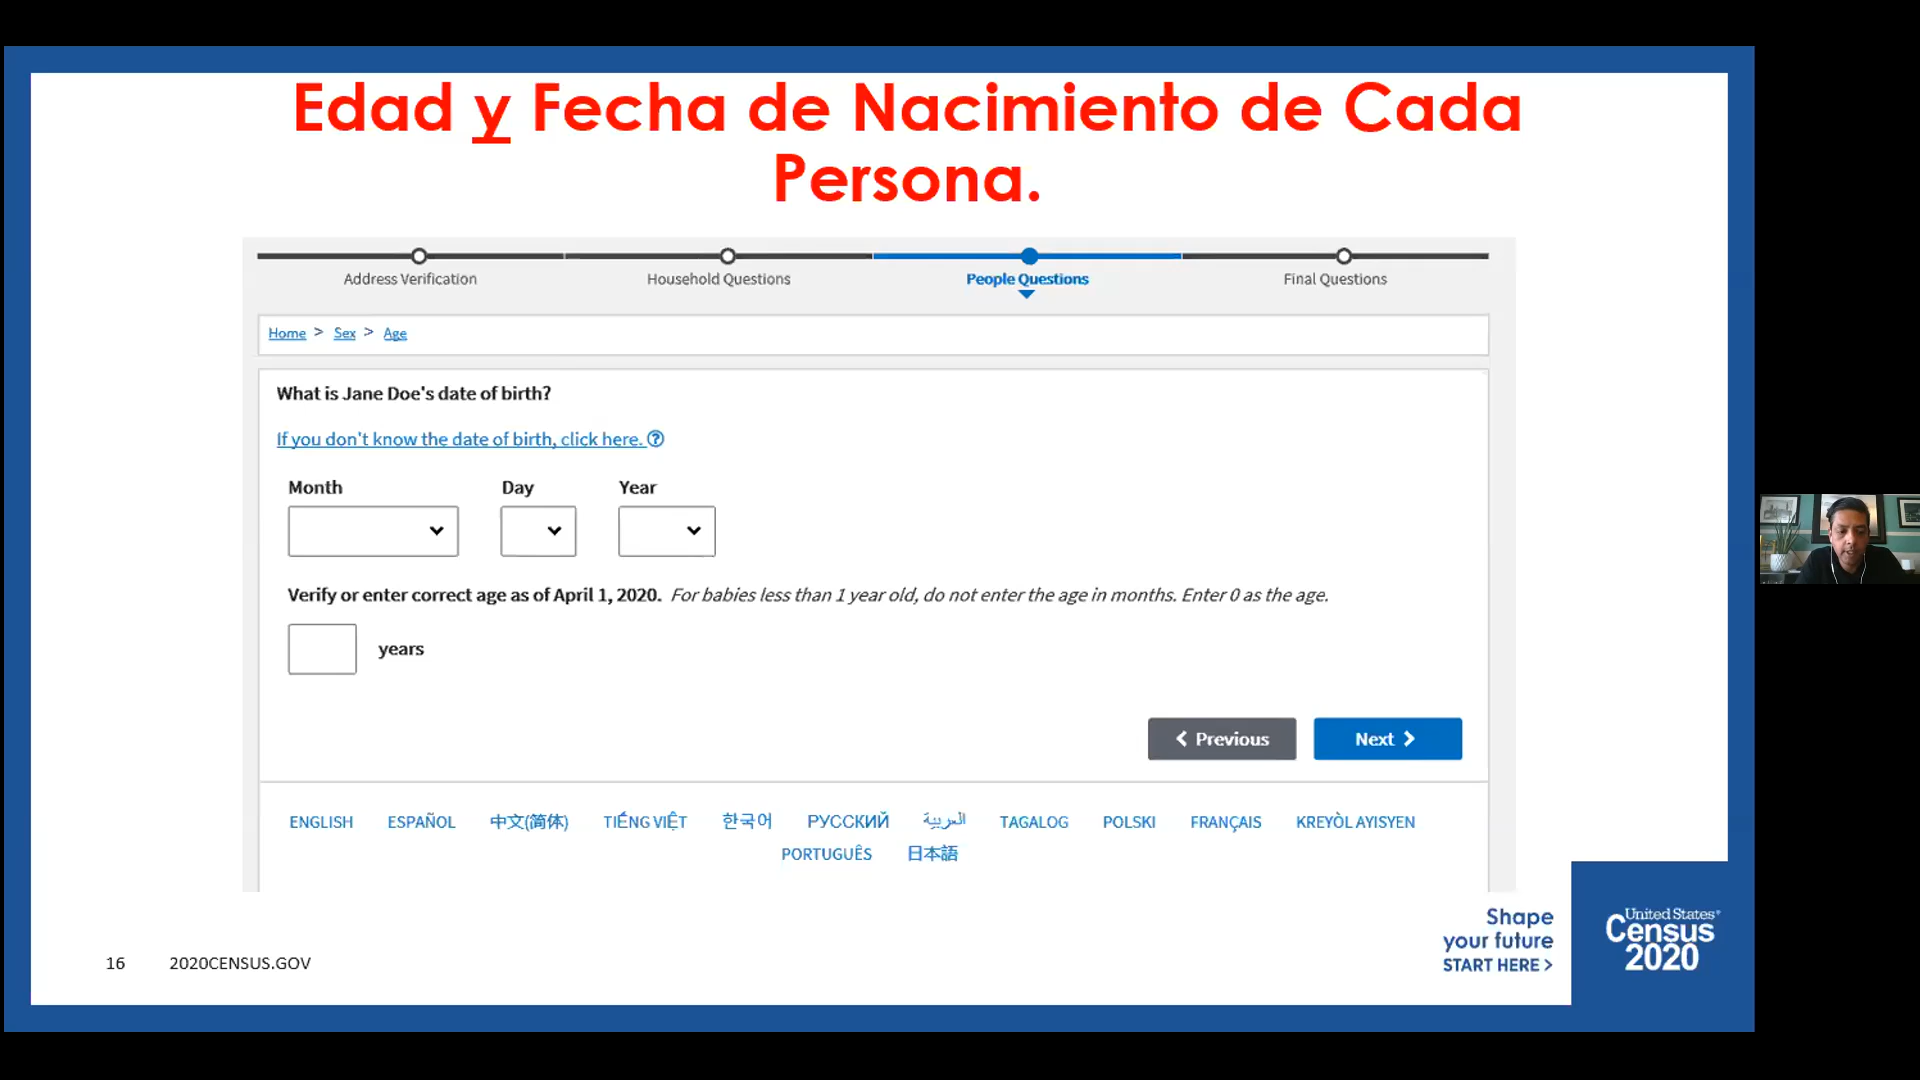 Edad y Fecha de Nacimiento de Cada
Persona.
Address Verification
Household Questions
People Questions
Final Questions
Home > Sex > Age
What is Jane Doe's date of birth?
If you don't know the date of birth, click here. ?
Month Day Year
Verify or enter correct age as of April 1, 2020. For babies less than 1 year old, do not enter the age in months. Enter 0 as the age.
years
Previous Next
ENGLISH ESPAÑOL 中文(简体) TIẾNG VIỆT 한국어 РУССКИЙ العربية TAGALOG POLSKI FRANÇAIS KREYÒL AYISYEN
PORTUGUÊS 日本語
Shape
your future
START HERE >
United States®
Census
2020
16 2020CENSUS.GOV